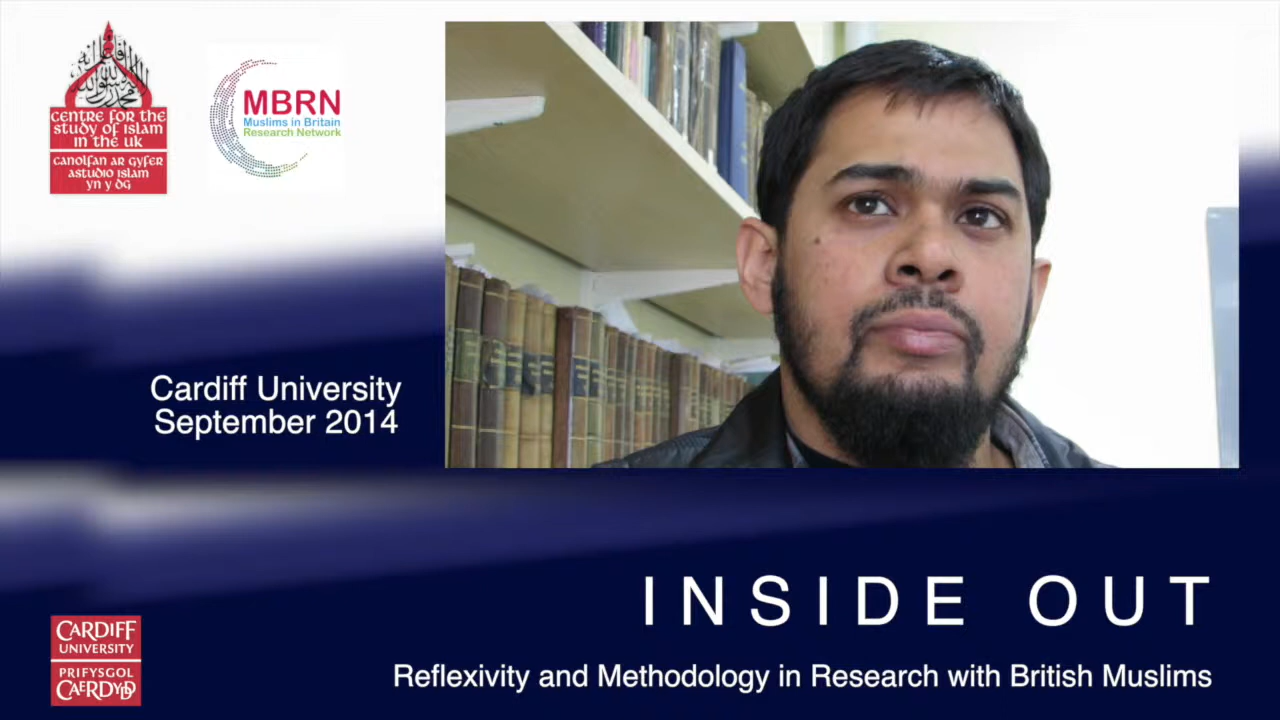 CENTRE FOR THE
STUDY OF ISLAM
IN THE UK
CANOLFAN AR GYFER
ASTUDIO ISLAM
YN Y DG
MBRN
Muslims in Britain
Research Network
Cardiff University
September 2014
INSIDE OUT
Reflexivity and Methodology in Research with British Muslims
CARDIFF
UNIVERSITY
PRIFYSGOL
CAERDYDD